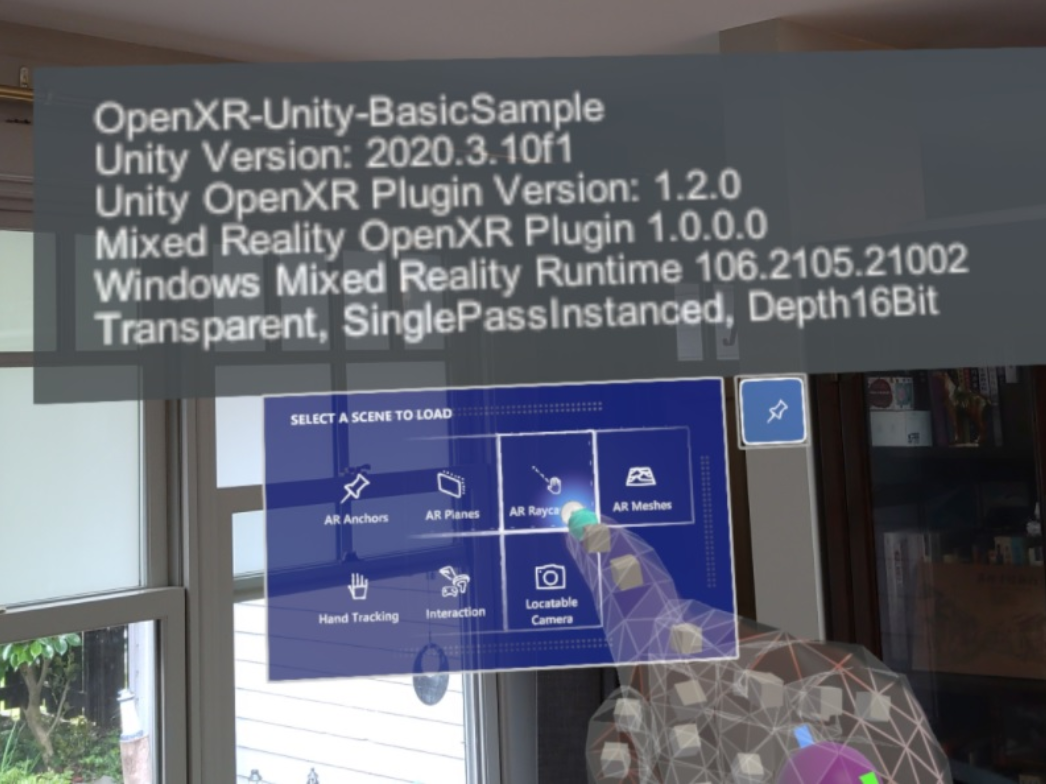 OpenXR-Unity-BasicSample
Unity Version: 2020.3.10f1
Unity OpenXR Plugin Version: 1.2.0
Mixed Reality OpenXR Plugin 1.0.0.0
Windows Mixed Reality Runtime 106.2105.21002
Transparent, SinglePassInstanced, Depth16Bit
SELECT A SCENE TO LOAD
AR Anchors
AR Planes
AR Rayca
AR Meshes
Hand Tracking
Interaction
Locatable
Camera